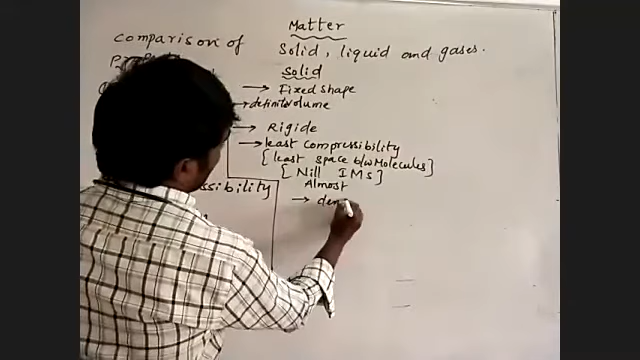 Matter
comparison of Solid, liquid and gases.
Solid
→ Fixed shape
→ definite volume
→ Rigide
→ least compressibility
[least space b/w Molecules]
[Nill IMs]
Almost
→ den